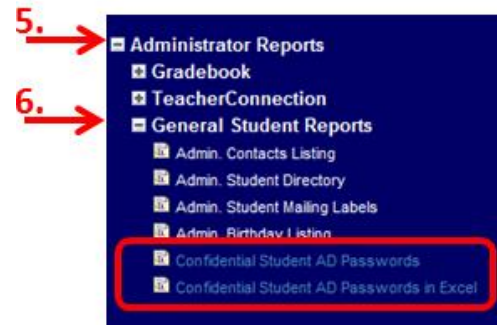 5.
Administrator Reports
Gradebook
TeacherConnection
6.
General Student Reports
Admin. Contacts Listing
Admin. Student Directory
Admin. Student Mailing Labels
Admin. Birthday Listing
Confidential Student AD Passwords
Confidential Student AD Passwords in Excel